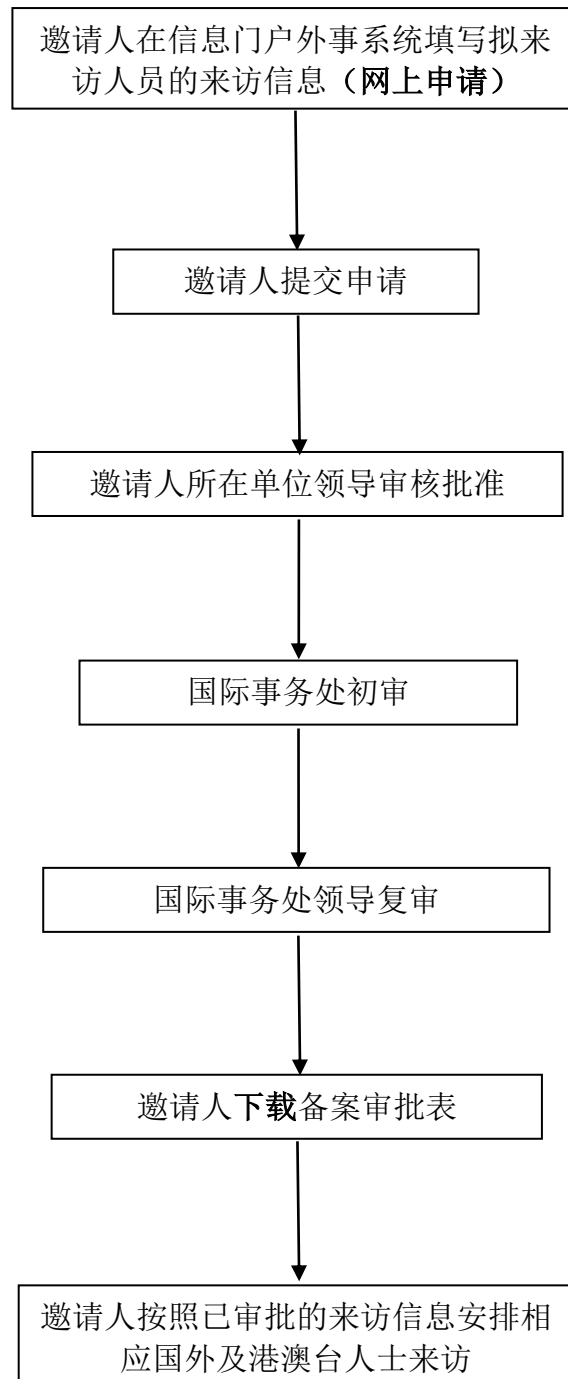 邀请人在信息门户外事系统填写拟来
访人员的来访信息（网上申请）
邀请人提交申请
邀请人所在单位领导审核批准
国际事务处初审
国际事务处领导复审
邀请人下载备案审批表
邀请人按照已审批的来访信息安排相
应国外及港澳台人士来访